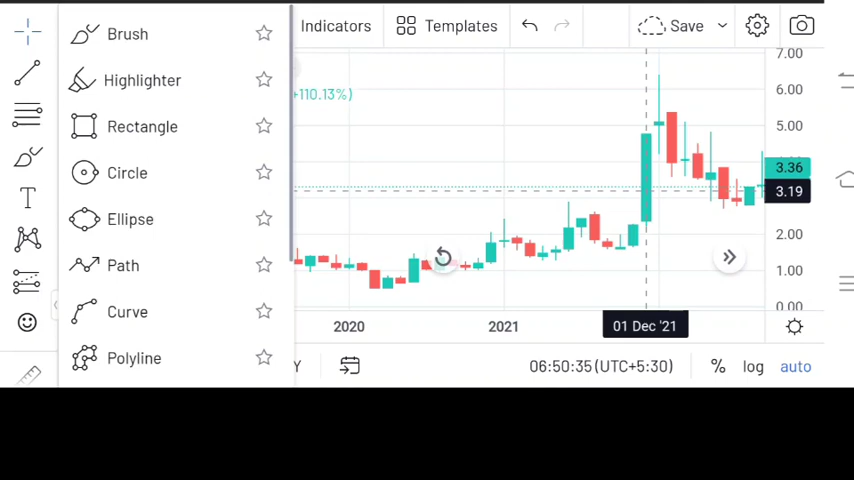 Brush
Highlighter
Rectangle
Circle
Ellipse
Path
Curve
Polyline
T
Indicators
Templates
Save
+110.13%)
7.00
6.00
5.00
3.36
3.19
2.00
1.00
0.00
2020
2021
01 Dec '21
Y
06:50:35 (UTC+5:30)
%
log
auto